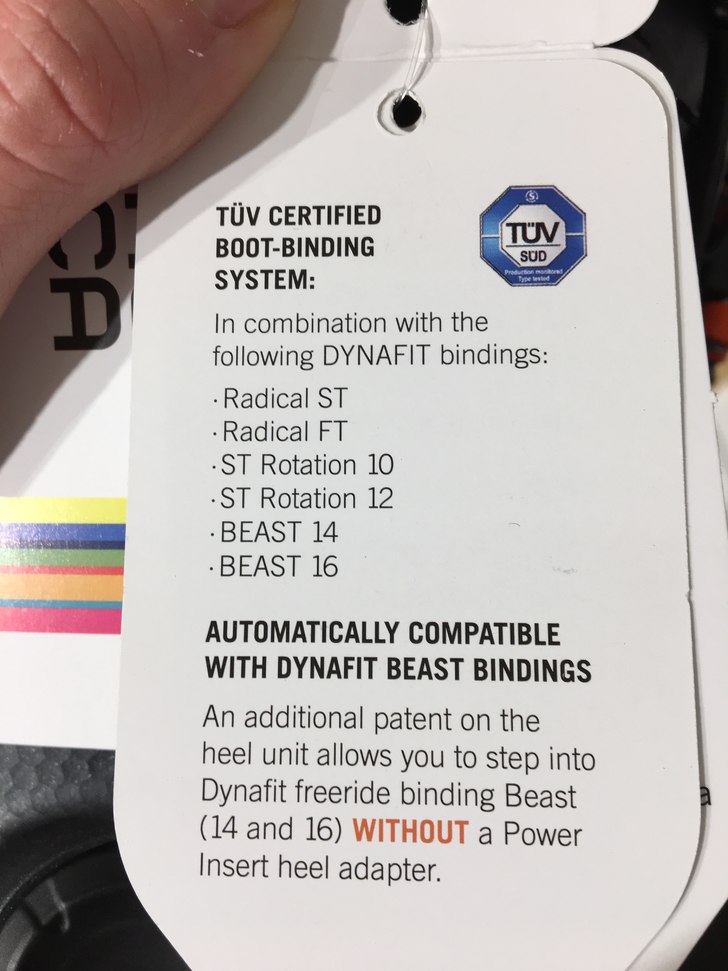 TÜV CERTIFIED
BOOT-BINDING
SYSTEM:
TÜV
SÜD
Production monitored
Type tested
In combination with the
following DYNAFIT bindings:
· Radical ST
· Radical FT
· ST Rotation 10
· ST Rotation 12
· BEAST 14
· BEAST 16
AUTOMATICALLY COMPATIBLE
WITH DYNAFIT BEAST BINDINGS
An additional patent on the
heel unit allows you to step into
Dynafit freeride binding Beast
(14 and 16) WITHOUT a Power
Insert heel adapter.